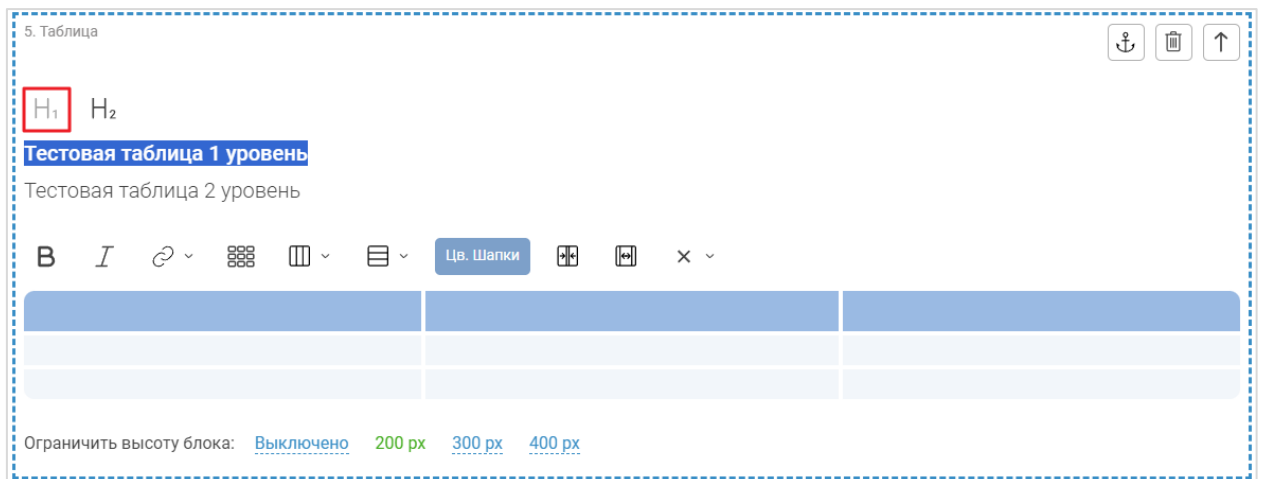 5. Таблица
H₁ H₂
Тестовая таблица 1 уровень
Тестовая таблица 2 уровень
B I Цв. Шапки
Ограничить высоту блока: Выключено 200 px 300 px 400 px